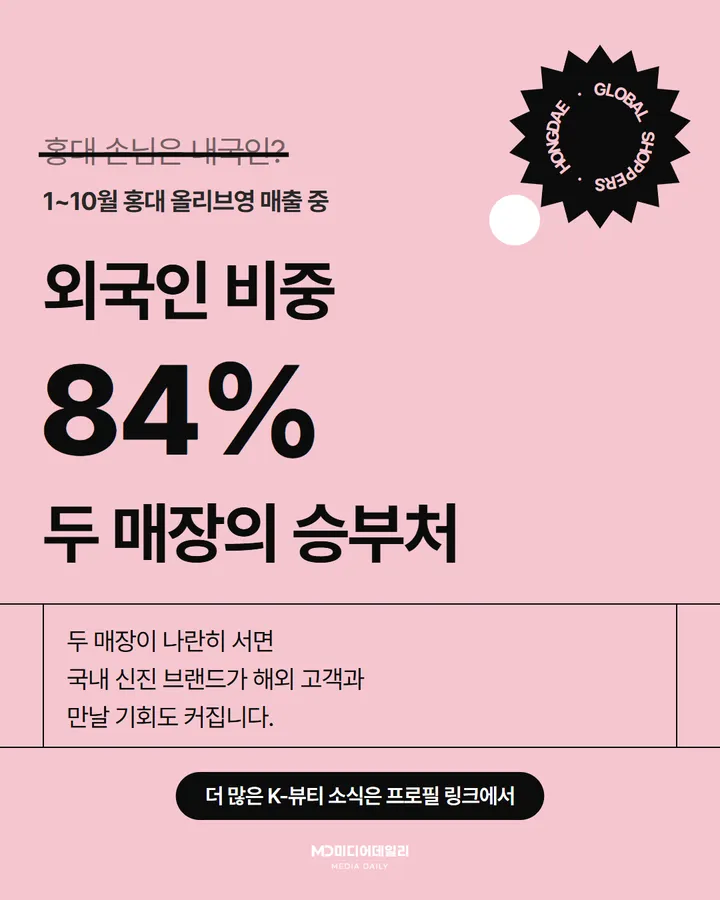 홍대 손님은 내국인?
1~10월 홍대 올리브영 매출 중
외국인 비중
84%
두 매장의 승부처
GLOBAL SHOPPERS · HONGDAE ·
두 매장이 나란히 서면
국내 신진 브랜드가 해외 고객과
만날 기회도 커집니다.
더 많은 K-뷰티 소식은 프로필 링크에서
MD미디어데일리
MEDIA DAILY